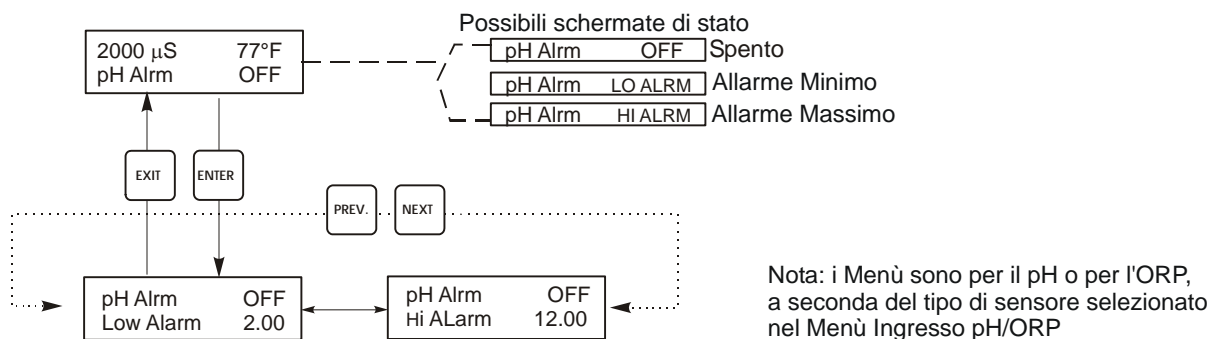 Possibili schermate di stato
2000 µS 77°F
pH Alrm OFF
pH Alrm OFF Spento
pH Alrm LO ALRM Allarme Minimo
pH Alrm HI ALRM Allarme Massimo
EXIT
ENTER
PREV.
NEXT
pH Alrm OFF
Low Alarm 2.00
pH Alrm OFF
Hi ALarm 12.00
Nota: i Menù sono per il pH o per l'ORP,
a seconda del tipo di sensore selezionato
nel Menù Ingresso pH/ORP